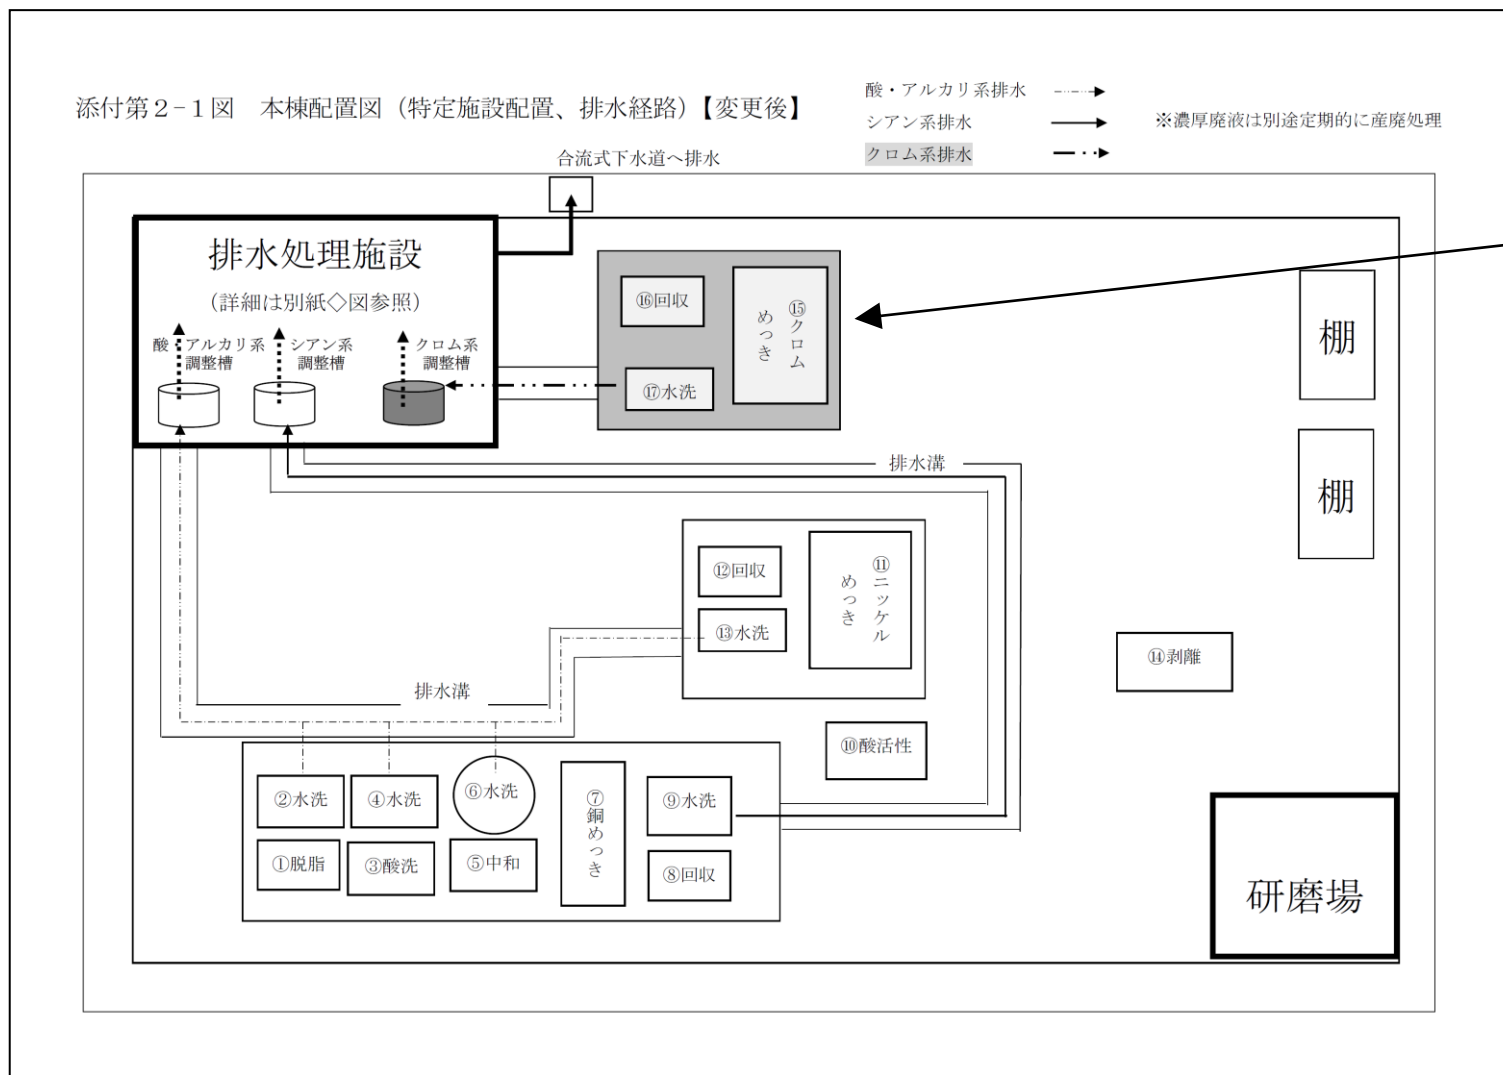 添付第2-1図 本棟配置図(特定施設配置、排水経路)【変更後】
酸・アルカリ系排水
シアン系排水
クロム系排水
※濃厚廃液は別途定期的に産廃処理
合流式下水道へ排水
排水処理施設
(詳細は別紙◇図参照)
酸・アルカリ系
調整槽
シアン系
調整槽
クロム系
調整槽
⑯回収
⑮クロム
めっき
⑰水洗
棚
棚
排水溝
⑫回収
⑪ニッケル
めっき
⑬水洗
⑭剥離
排水溝
⑩酸活性
②水洗
④水洗
⑥水洗
⑦銅めっき
⑨水洗
①脱脂
③酸洗
⑤中和
⑧回収
研磨場